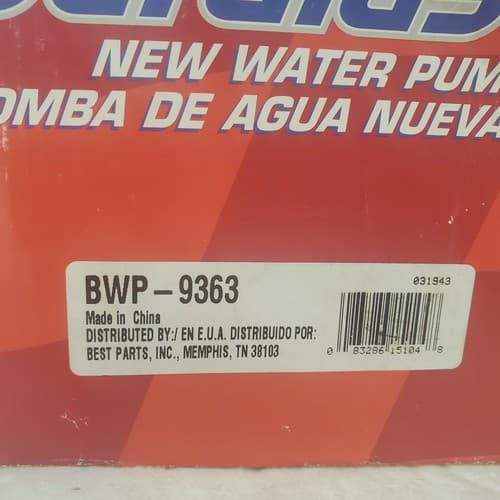 NEW WATER PUM
OMBA DE AGUA NUEVA
BWP-9363
031943
Made in China
DISTRIBUTED BY:/ EN E.U.A. DISTRIBUIDO POR:
BEST PARTS, INC., MEMPHIS, TN 38103
0 83286 15104 8